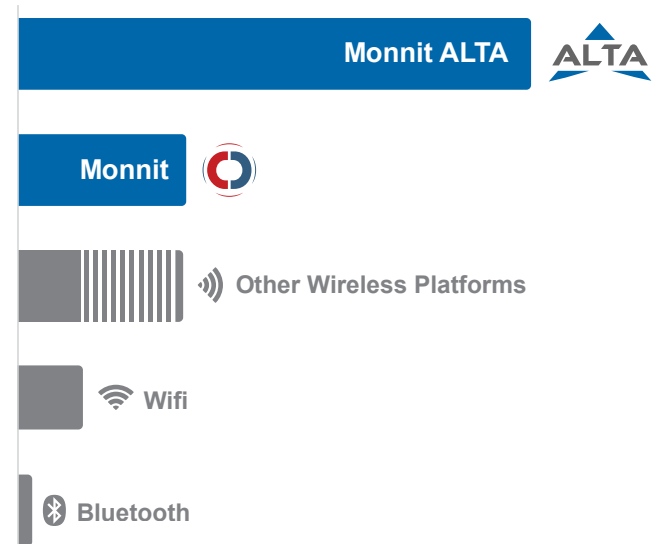 Monnit ALTA
ALTA
Monnit
Other Wireless Platforms
Wifi
Bluetooth